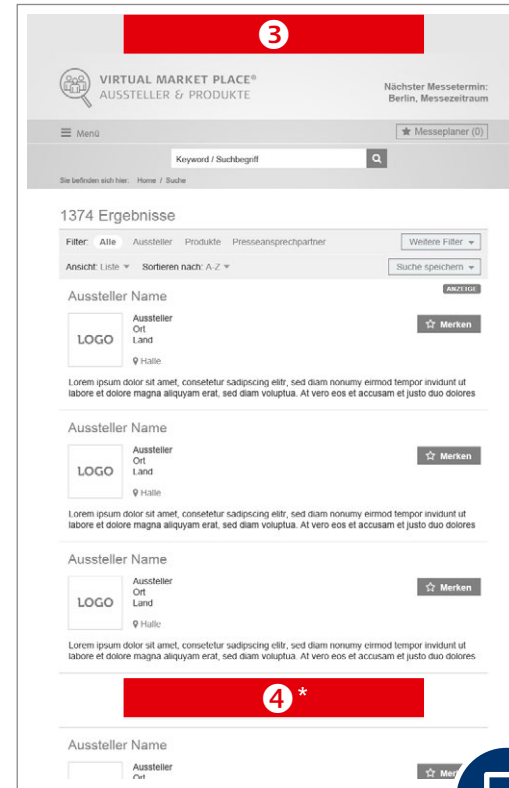 3
VIRTUAL MARKET PLACE®
AUSSTELLER & PRODUKTE
Nächster Messetermin:
Berlin, Messezeitraum
Menü
Messeplaner (0)
Keyword / Suchbegriff
Sie befinden sich hier: Home / Suche
1374 Ergebnisse
Filter: Alle Aussteller Produkte Presseansprechpartner Weitere Filter
Ansicht: Liste Sortieren nach: A-Z Suche speichern
ANZEIGE
Aussteller Name
LOGO
Aussteller
Ort
Land
Halle
Merken
Lorem ipsum dolor sit amet, consetetur sadipscing elitr, sed diam nonumy eirmod tempor invidunt ut
labore et dolore magna aliquyam erat, sed diam voluptua. At vero eos et accusam et justo duo dolores
Aussteller Name
LOGO
Aussteller
Ort
Land
Halle
Merken
Lorem ipsum dolor sit amet, consetetur sadipscing elitr, sed diam nonumy eirmod tempor invidunt ut
labore et dolore magna aliquyam erat, sed diam voluptua. At vero eos et accusam et justo duo dolores
Aussteller Name
LOGO
Aussteller
Ort
Land
Halle
Merken
Lorem ipsum dolor sit amet, consetetur sadipscing elitr, sed diam nonumy eirmod tempor invidunt ut
labore et dolore magna aliquyam erat, sed diam voluptua. At vero eos et accusam et justo duo dolores
4 *
Aussteller Name
Aussteller